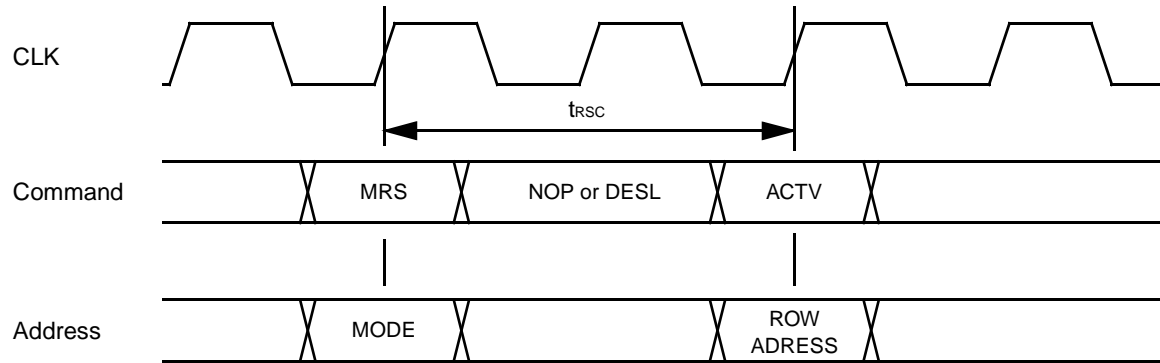 CLK
tRSC
Command
MRS
NOP or DESL
ACTV
Address
MODE
ROW
ADRESS